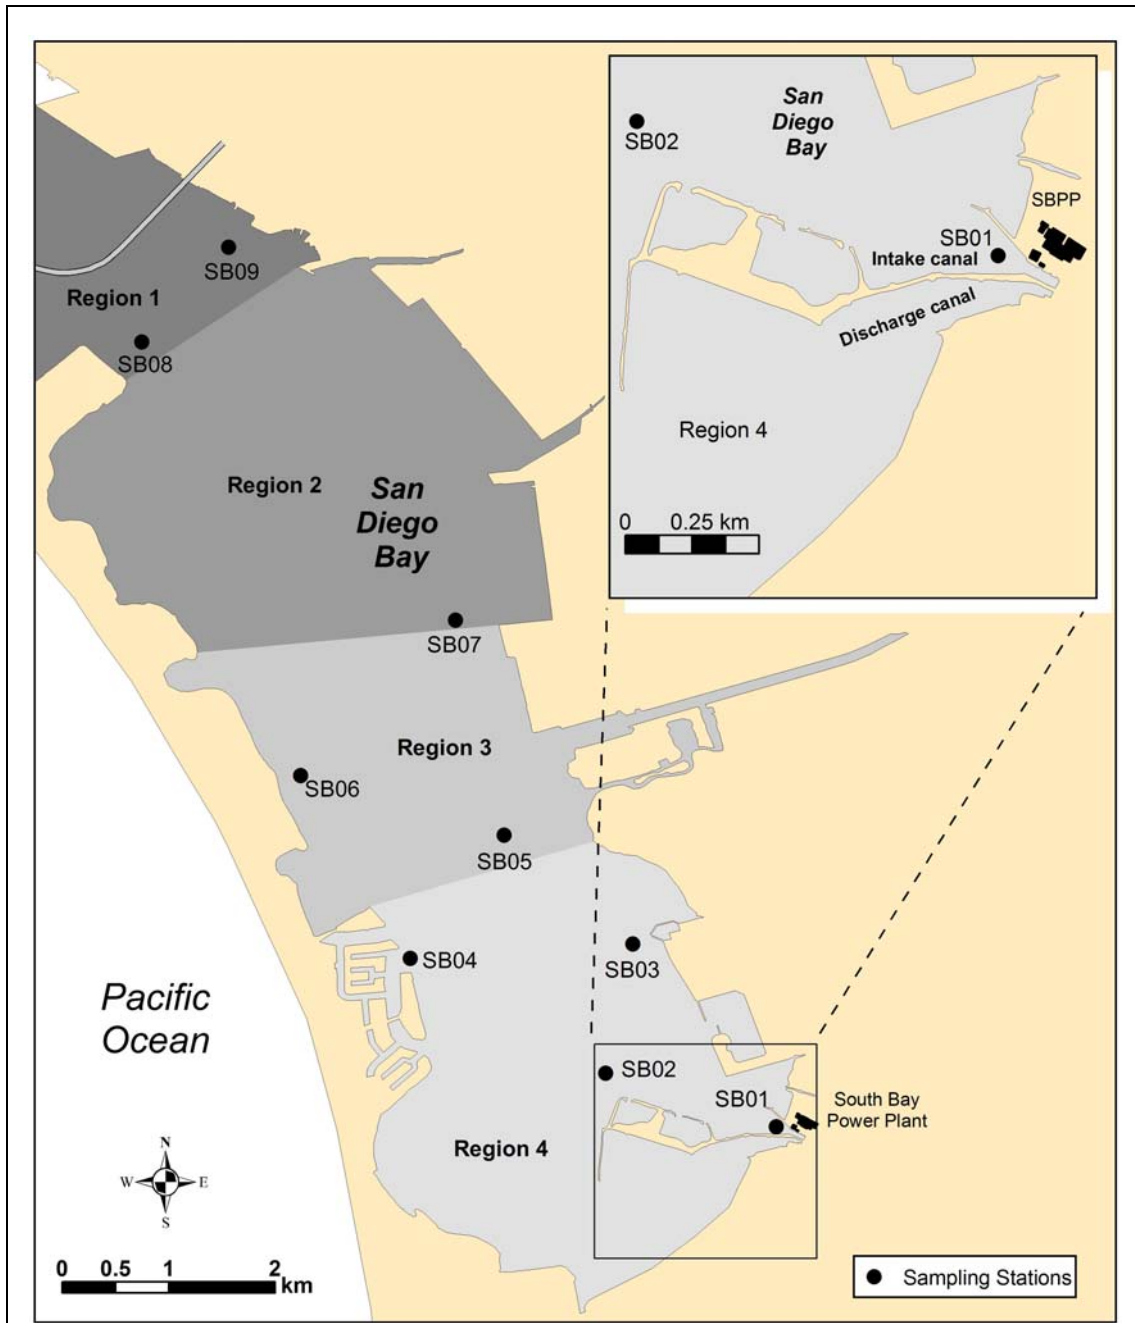 San
Diego
Bay
SB02
SBPP
SB01
Intake canal
Discharge canal
Region 4
0 0.25 km
SB09
Region 1
SB08
Region 2
San
Diego
Bay
SB07
Region 3
SB06
SB05
SB04
SB03
Pacific
Ocean
SB02
SB01
South Bay
Power Plant
Region 4
N
W E
S
0 0.5 1 2
km
Sampling Stations